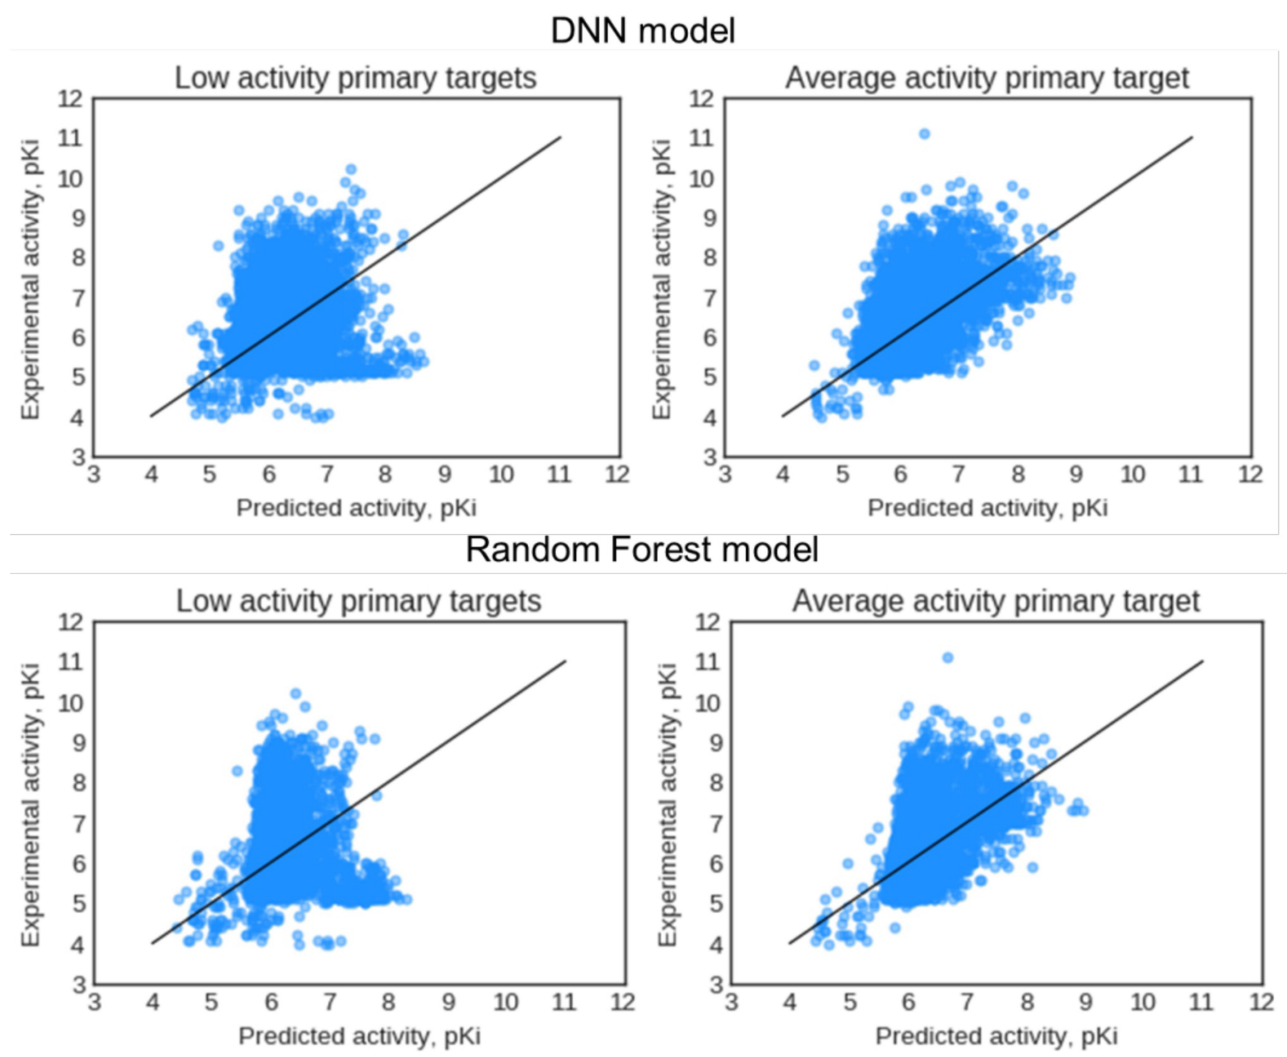 DNN model
Low activity primary targets
Average activity primary target
12
11
10
9
8
7
6
5
4
3
Experimental activity, pKi
3 4 5 6 7 8 9 10 11 12
Predicted activity, pKi
12
11
10
9
8
7
6
5
4
3
Experimental activity, pKi
3 4 5 6 7 8 9 10 11 12
Predicted activity, pKi
Random Forest model
Low activity primary targets
Average activity primary target
12
11
10
9
8
7
6
5
4
3
Experimental activity, pKi
3 4 5 6 7 8 9 10 11 12
Predicted activity, pKi
12
11
10
9
8
7
6
5
4
3
Experimental activity, pKi
3 4 5 6 7 8 9 10 11 12
Predicted activity, pKi